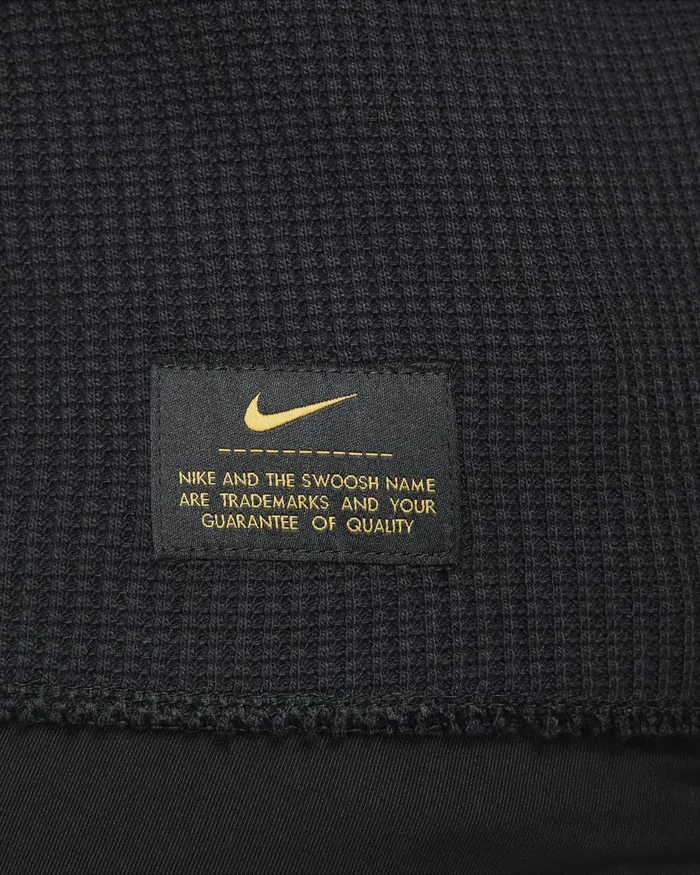 NIKE AND THE SWOOSH NAME
ARE TRADEMARKS AND YOUR
GUARANTEE OF QUALITY